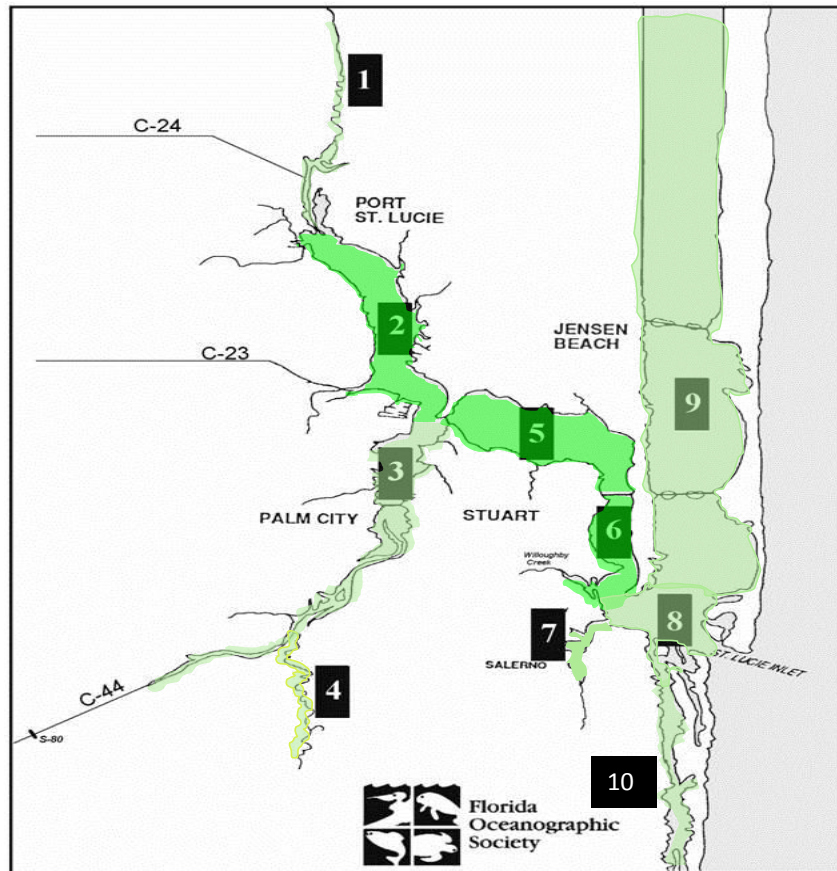 1
C-24
PORT
ST. LUCIE
2
JENSEN
BEACH
C-23
9
5
3
PALM CITY
STUART
6
Willoughby
Creek
7
8
SALERNO
ST. LUCIE INLET
4
C-44
S-80
10
Florida
Oceanographic
Society